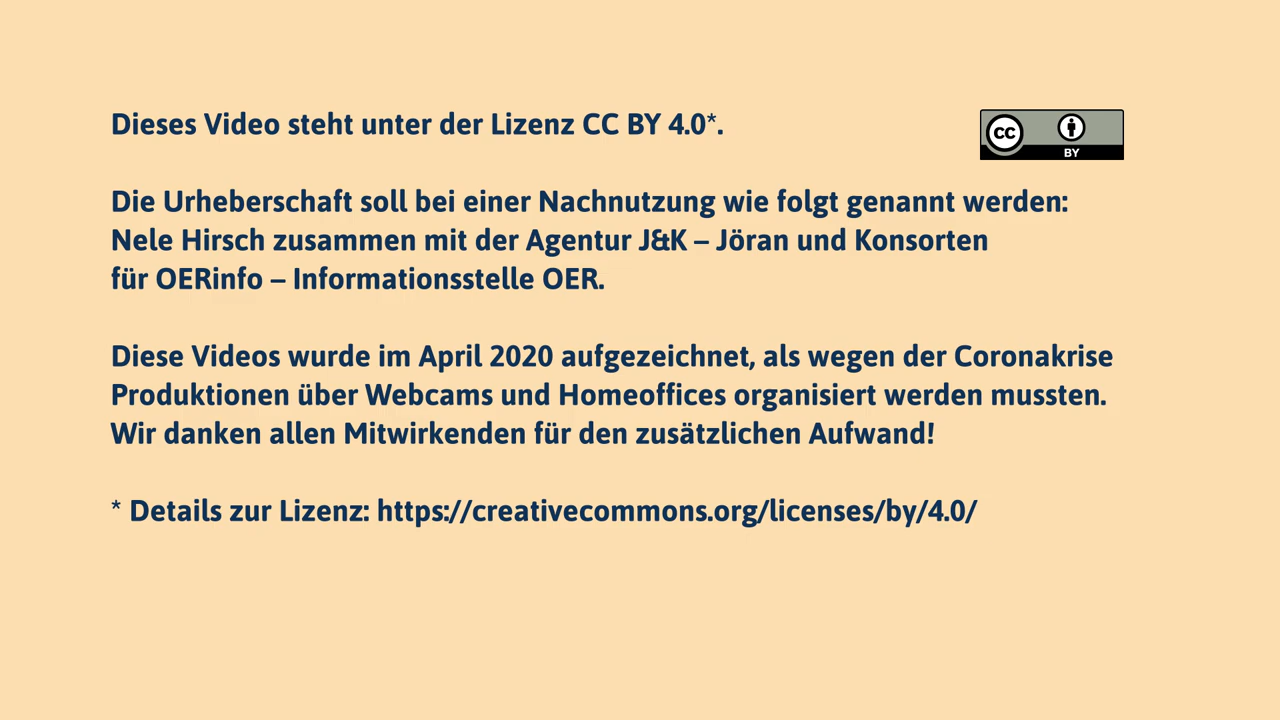 Dieses Video steht unter der Lizenz CC BY 4.0*.
CC BY
Die Urheberschaft soll bei einer Nachnutzung wie folgt genannt werden:
Nele Hirsch zusammen mit der Agentur J&K – Jöran und Konsorten
für OERinfo – Informationsstelle OER.
Diese Videos wurde im April 2020 aufgezeichnet, als wegen der Coronakrise
Produktionen über Webcams und Homeoffices organisiert werden mussten.
Wir danken allen Mitwirkenden für den zusätzlichen Aufwand!
* Details zur Lizenz: https://creativecommons.org/licenses/by/4.0/